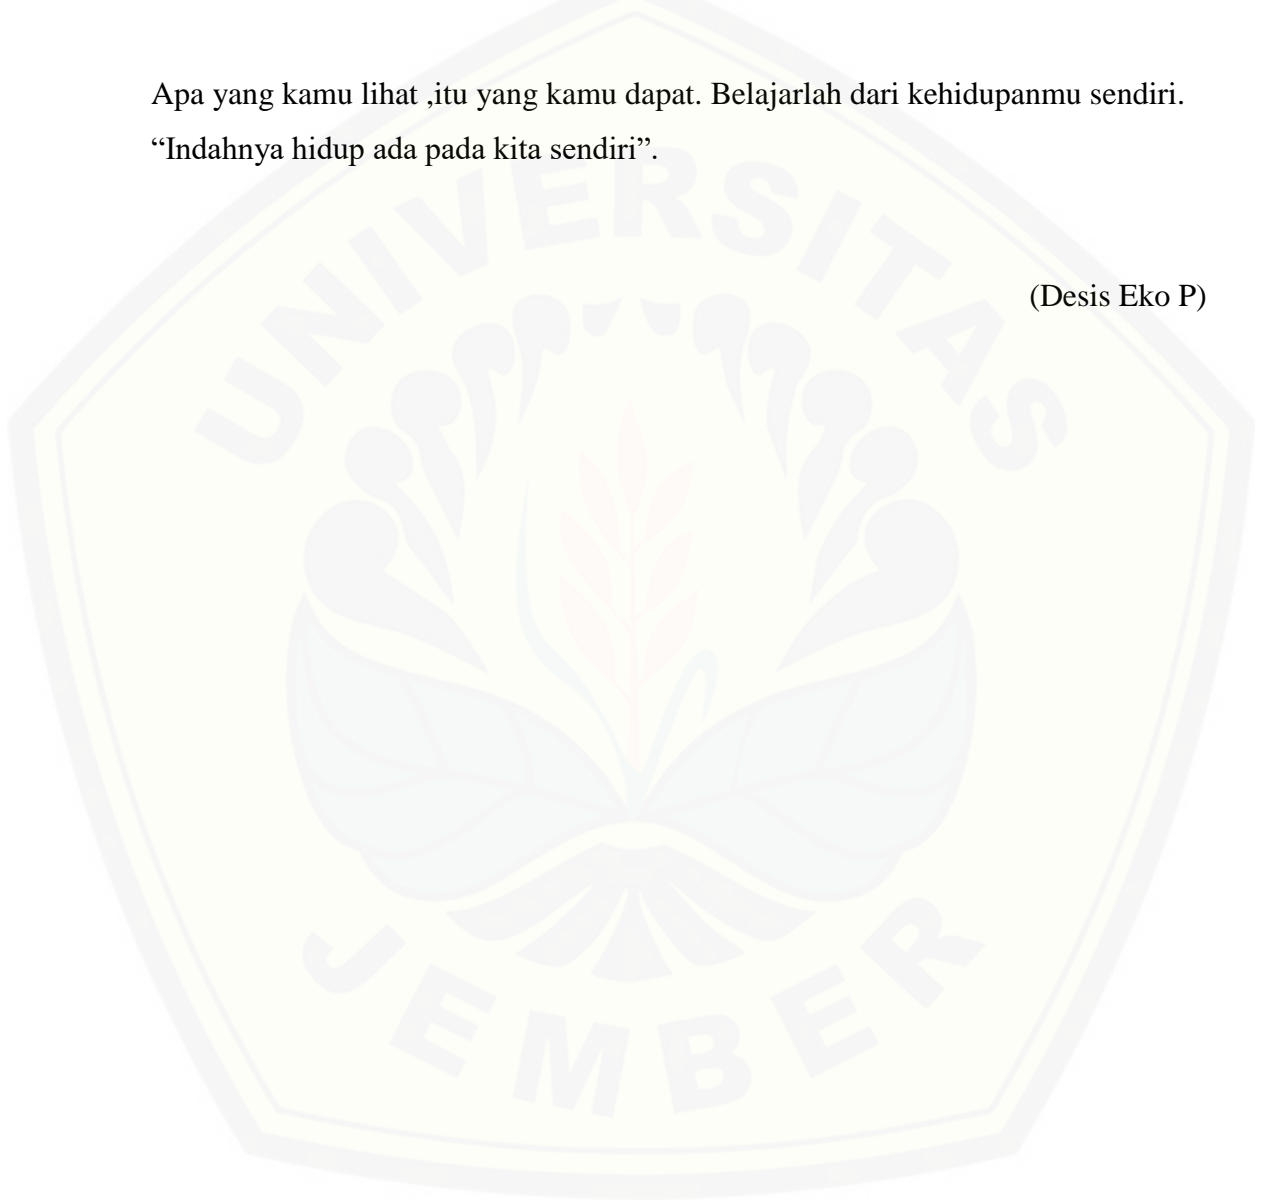 Apa yang kamu lihat ,itu yang kamu dapat. Belajarlah dari kehidupanmu sendiri.
“Indahnya hidup ada pada kita sendiri”.
(Desis Eko P)
UNIVERSITAS
JEMBER